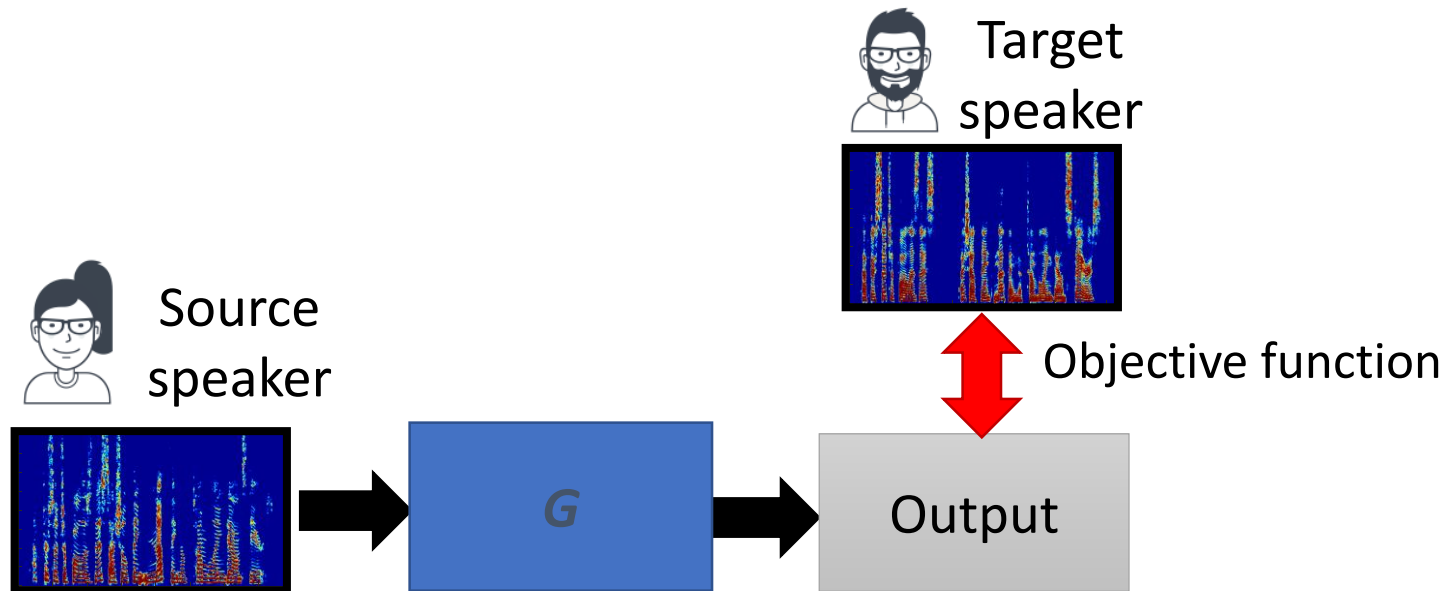 Target
speaker
Source
speaker
Objective function
G
Output